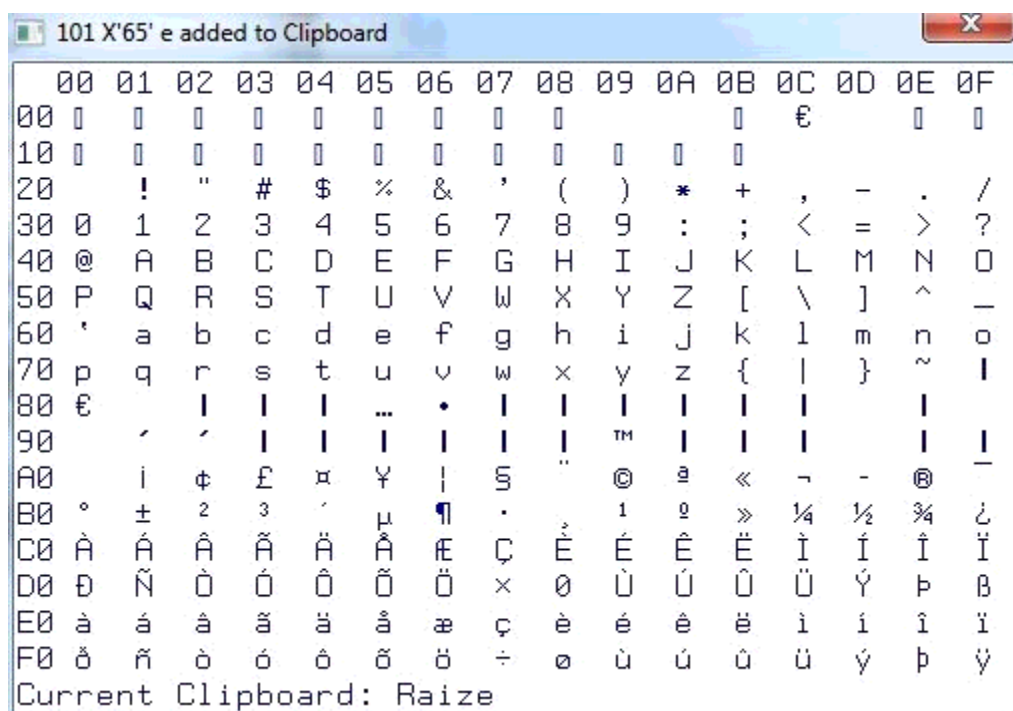 101 X'65' e added to Clipboard
00 01 02 03 04 05 06 07 08 09 0A 0B 0C 0D 0E 0F
00 ▯ ▯ ▯ ▯ ▯ ▯ ▯ ▯ ▯ ▯ € ▯ ▯
10 ▯ ▯ ▯ ▯ ▯ ▯ ▯ ▯ ▯ ▯ ▯ ▯
20 ! " # $ % & ' ( ) * + , - . /
30 0 1 2 3 4 5 6 7 8 9 : ; < = > ?
40 @ A B C D E F G H I J K L M N O
50 P Q R S T U V W X Y Z [ \ ] ^ _
60 ` a b c d e f g h i j k l m n o
70 p q r s t u v w x y z { | } ~ ❙
80 € ❙ ❙ ❙ … • ❙ ❙ ❙ ❙ ❙ ❙ ❙
90 ´ ´ ❙ ❙ ❙ ❙ ❙ ❙ ™ ❙ ❙ ❙ ❙ ❙
A0 ¡ ¢ £ ¤ ¥ ¦ § ¨ © ª « ¬ - ® ¯
B0 ° ± ² ³ ´ µ ¶ · ¸ ¹ º » ¼ ½ ¾ ¿
C0 À Á Â Ã Ä Å Æ Ç È É Ê Ë Ì Í Î Ï
D0 Ð Ñ Ò Ó Ô Õ Ö × Ø Ù Ú Û Ü Ý Þ ß
E0 à á â ã ä å æ ç è é ê ë ì í î ï
F0 ð ñ ò ó ô õ ö ÷ ø ù ú û ü ý þ ÿ
Current Clipboard: Raize